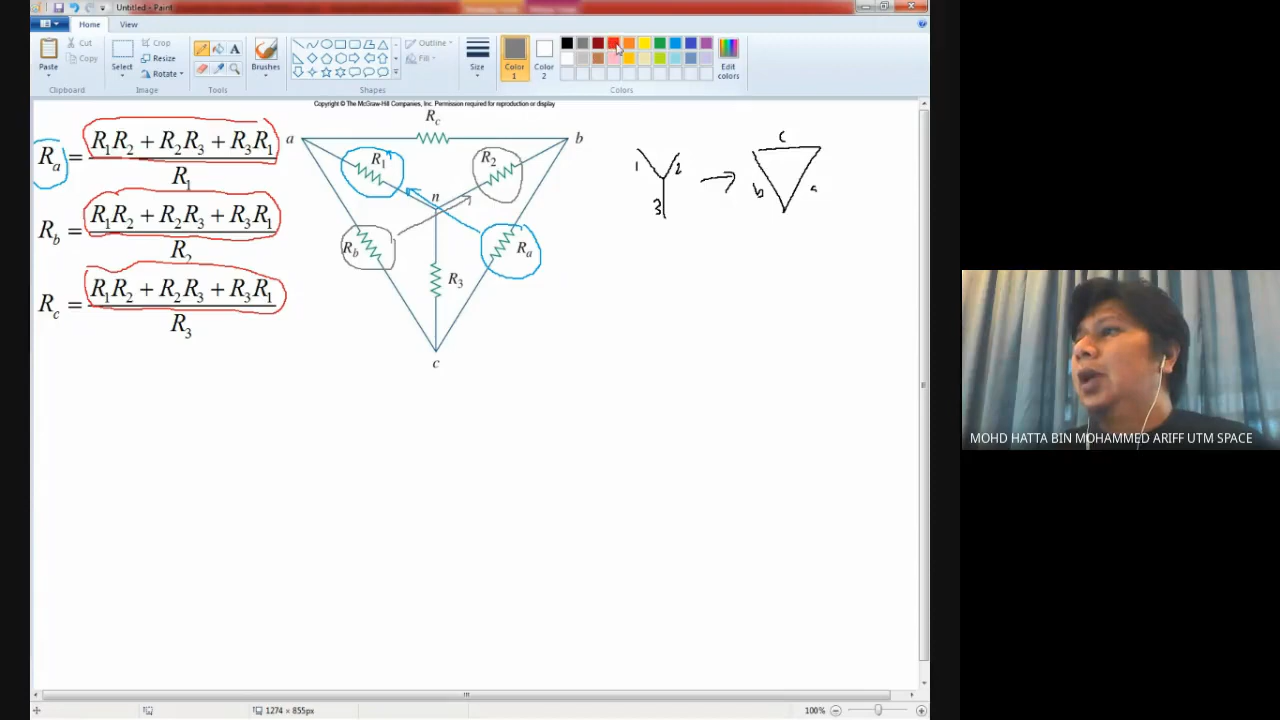 Untitled - Paint
Home
View
Paste
Cut
Copy
Clipboard
Select
Crop
Resize
Rotate
Image
A
Tools
Brushes
Outline
Fill
Shapes
Size
Color 1
Color 2
Edit colors
Colors
Copyright © The McGraw-Hill Companies, Inc. Permission required for reproduction or display
Rc
a
b
R1
R2
n
Rb
Ra
R3
c
Ra = (R1R2 + R2R3 + R3R1) / R1
Rb = (R1R2 + R2R3 + R3R1) / R2
Rc = (R1R2 + R2R3 + R3R1) / R3
1
2
3
c
b
a
MOHD HATTA BIN MOHAMMED ARIFF UTM SPACE
1274 × 855px
100%